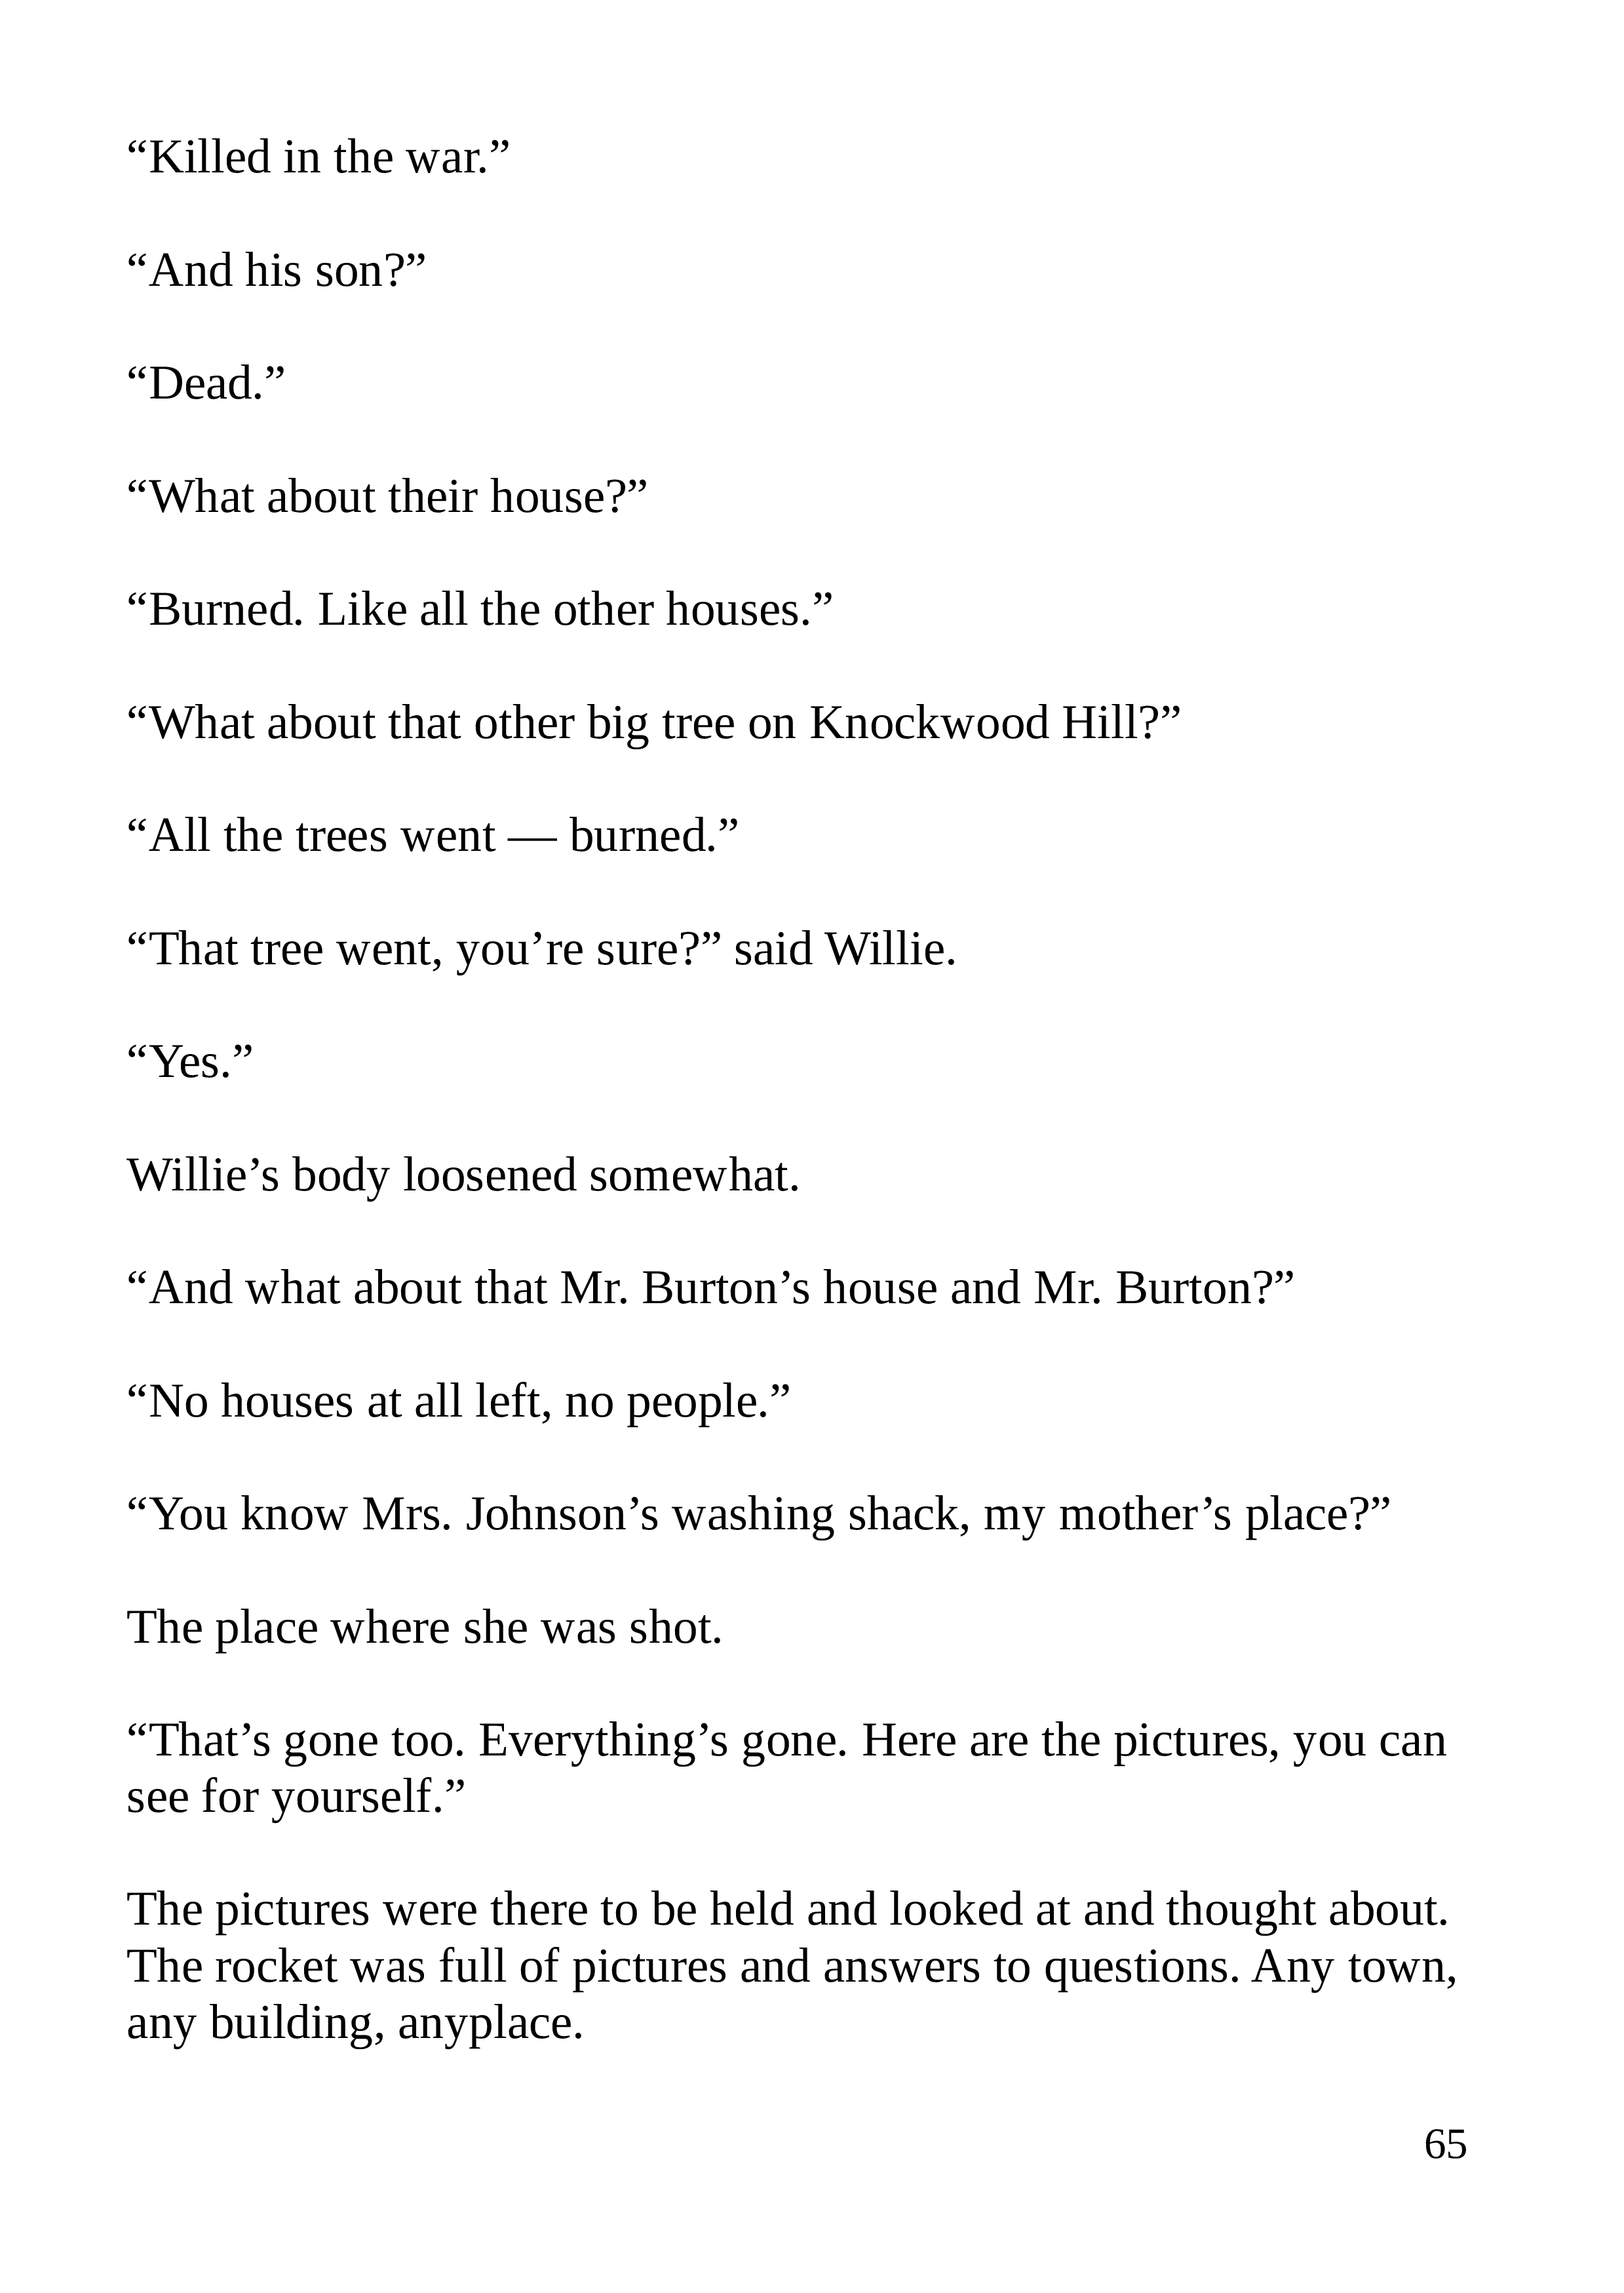 “Killed in the war.”
“And his son?”
“Dead.”
“What about their house?”
“Burned. Like all the other houses.”
“What about that other big tree on Knockwood Hill?”
“All the trees went — burned.”
“That tree went, you’re sure?” said Willie.
“Yes.”
Willie’s body loosened somewhat.
“And what about that Mr. Burton’s house and Mr. Burton?”
“No houses at all left, no people.”
“You know Mrs. Johnson’s washing shack, my mother’s place?”
The place where she was shot.
“That’s gone too. Everything’s gone. Here are the pictures, you can
see for yourself.”
The pictures were there to be held and looked at and thought about.
The rocket was full of pictures and answers to questions. Any town,
any building, anyplace.
65